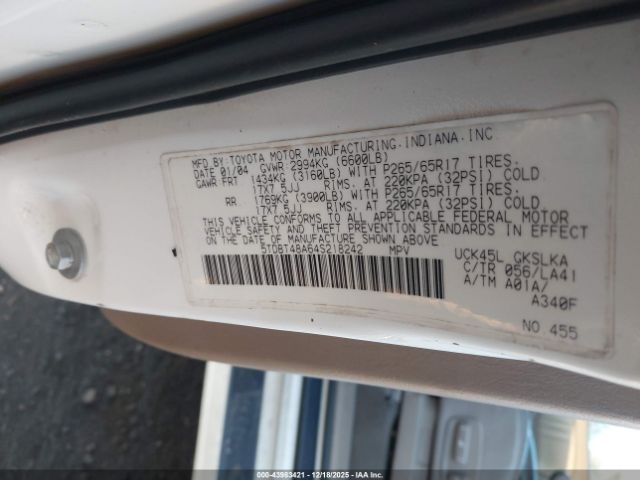 MFD BY TOYOTA MOTOR MANUFACTURING.INDIANA.INC
DATE 01/04 GVWR 2994KG (6600LB)
GAWR FRT 1434KG (3160LB) WITH P265/65R17 TIRES.
17X7.5JJ RIMS. AT 220KPA (32PSI) COLD
RR 1769KG (3900LB) WITH P265/65R17 TIRES.
17X7.5JJ RIMS. AT 220KPA (32PSI) COLD.
THIS VEHICLE CONFORMS TO ALL APPLICABLE FEDERAL MOTOR
VEHICLE SAFETY AND THEFT PREVENTION STANDARDS IN EFFECT
ON THE DATE OF MANUFACTURE SHOWN ABOVE.
5TDBT48A64S218242 MPV
UCK45L GKSLKA
C/TR 056/LA41
A/TM A01A/
A340F
NO 455
000-43983421 | 12/18/2025 | IAA Inc.